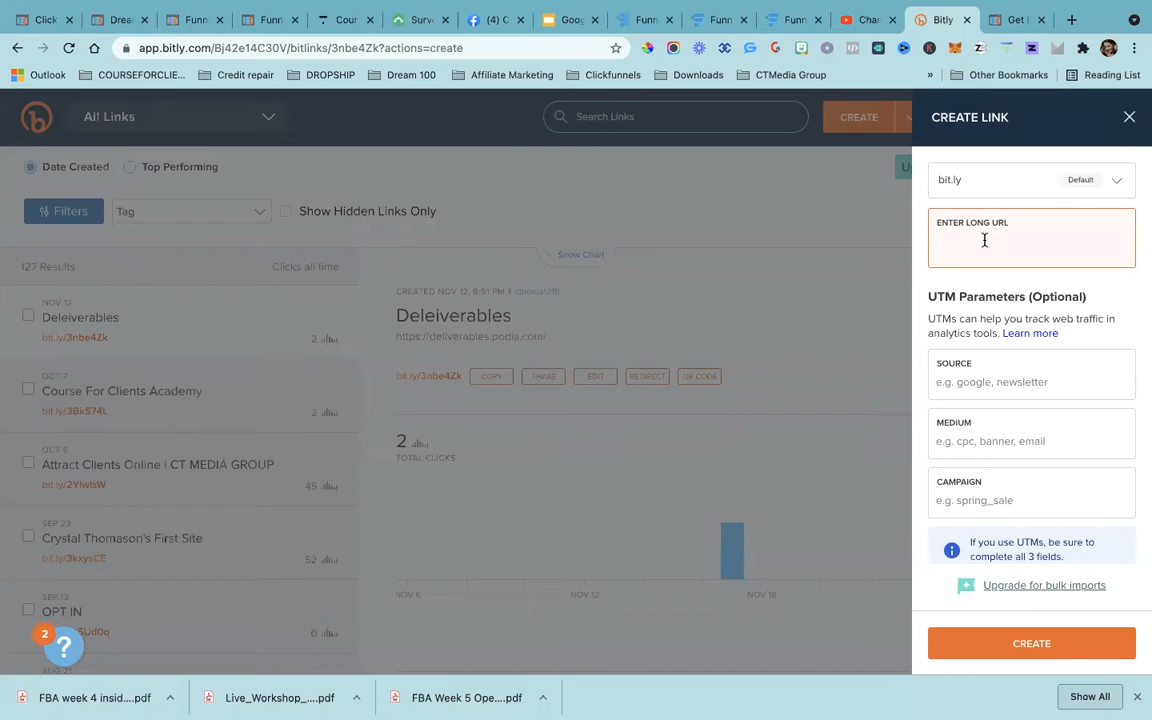 Click
Drea
Funn
Funn
Cour
Surv
(4) C
Goog
Funn
Funn
Funn
Chan
Bitly
Get l
app.bitly.com/Bj42e14C30V/bitlinks/3nbe4Zk?actions=create
Outlook
COURSEFORCLIE...
Credit repair
DROPSHIP
Dream 100
Affiliate Marketing
Clickfunnels
Downloads
CTMedia Group
»
Other Bookmarks
Reading List
All Links
Search Links
CREATE
CREATE LINK
Date Created
Top Performing
Filters
Tag
Show Hidden Links Only
127 Results
Clicks all time
Show Chart
NOV 12
Deleiverables
bit.ly/3nbe4Zk
2
OCT 7
Course For Clients Academy
bit.ly/3Bk574L
2
OCT 5
Attract Clients Online | CT MEDIA GROUP
45
SEP 23
Crystal Thomason's First Site
bit.ly/3kxysCE
52
SEP 13
OPT IN
5Ud0q
0
2
?
CREATED NOV 12, 6:51 PM |
Deleiverables
https://deliverables.podia.com/
bit.ly/3nbe4Zk
COPY
SHARE
EDIT
REDIRECT
QR CODE
2
TOTAL CLICKS
NOV 6
NOV 12
NOV 18
bit.ly
Default
ENTER LONG URL
UTM Parameters (Optional)
UTMs can help you track web traffic in
analytics tools. Learn more
SOURCE
e.g. google, newsletter
MEDIUM
e.g. cpc, banner, email
CAMPAIGN
e.g. spring_sale
If you use UTMs, be sure to
complete all 3 fields.
Upgrade for bulk imports
CREATE
FBA week 4 insid....pdf
Live_Workshop_....pdf
FBA Week 5 Ope....pdf
Show All